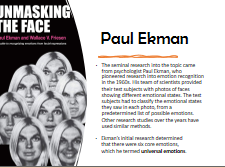 UNMASKING
THE FACE
Paul Ekman and Wallace V. Friesen
Paul Ekman
• The seminal research into the topic came
from psychologist Paul Ekman, who
pioneered research into emotion recognition
in the 1960s. His team of scientists provided
their test subjects with photos of faces
showing different emotional states. The test
subjects had to classify the emotional states
they saw in each photo, from a
predetermined list of possible emotions.
Other research studies over the years have
used similar methods.
• Ekman's initial research determined
that there were six core emotions,
which he termed universal emotions.